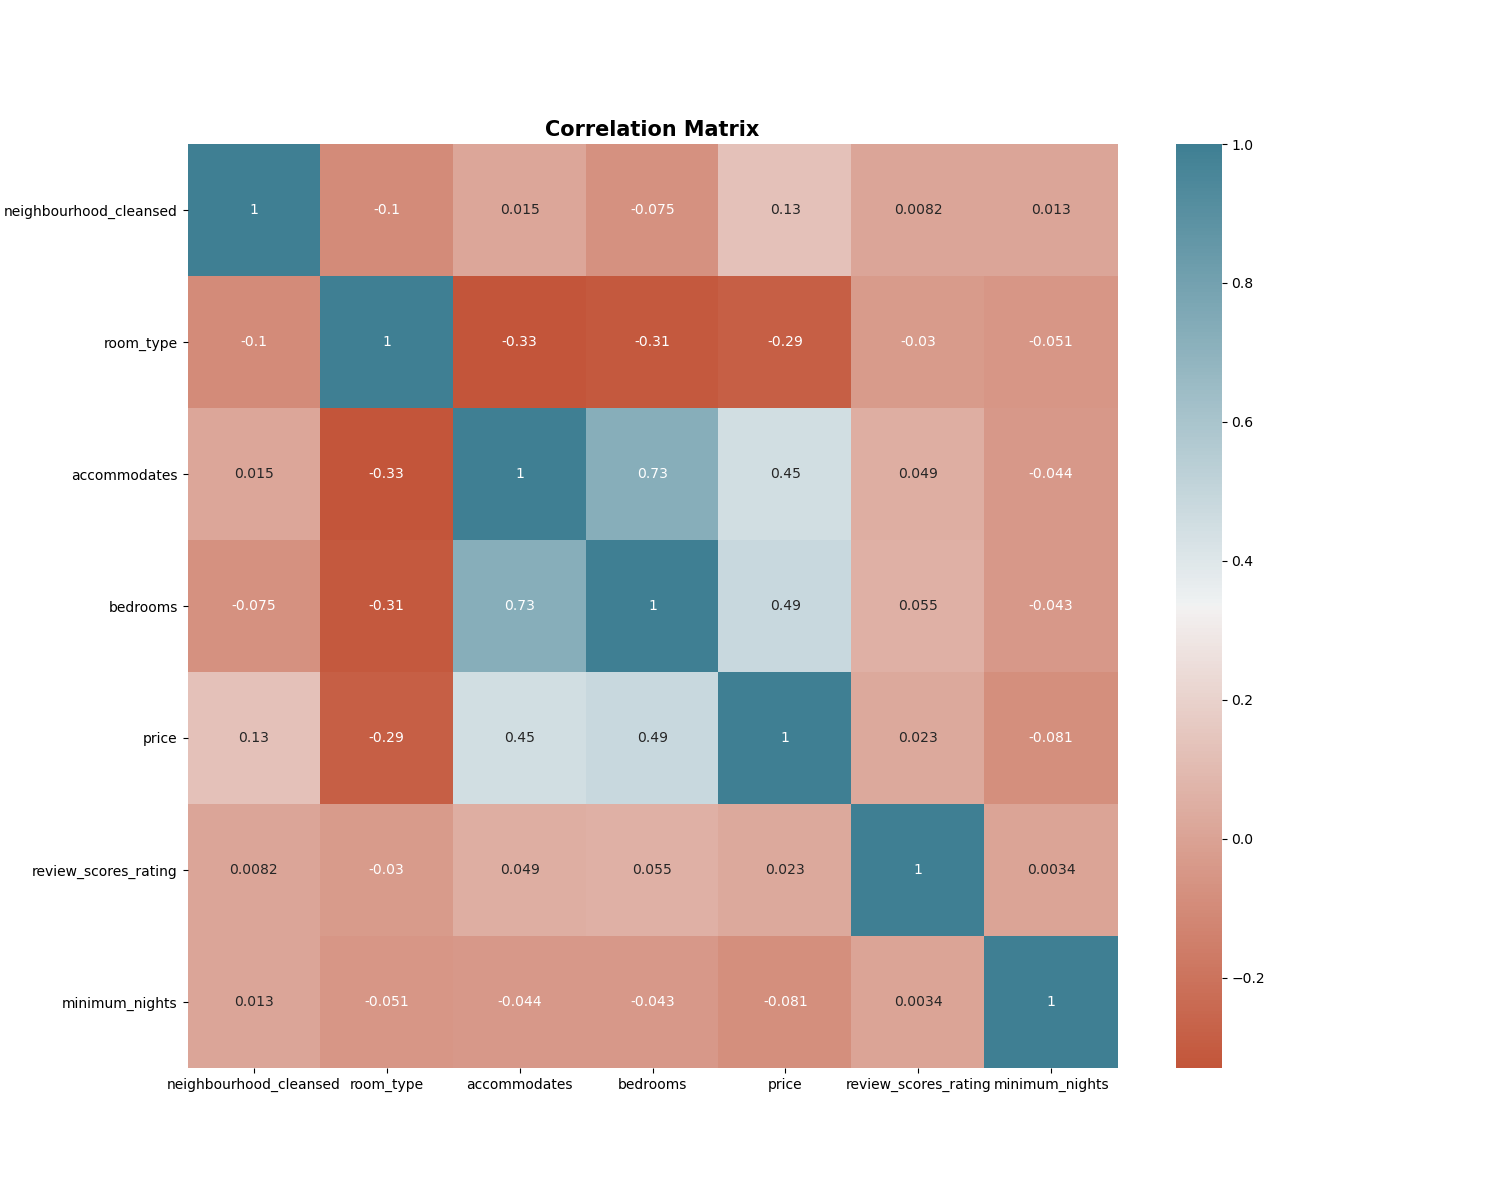 Correlation Matrix
neighbourhood_cleansed 1 -0.1 0.015 -0.075 0.13 0.0082 0.013
room_type -0.1 1 -0.33 -0.31 -0.29 -0.03 -0.051
accommodates 0.015 -0.33 1 0.73 0.45 0.049 -0.044
bedrooms -0.075 -0.31 0.73 1 0.49 0.055 -0.043
price 0.13 -0.29 0.45 0.49 1 0.023 -0.081
review_scores_rating 0.0082 -0.03 0.049 0.055 0.023 1 0.0034
minimum_nights 0.013 -0.051 -0.044 -0.043 -0.081 0.0034 1
neighbourhood_cleansed room_type accommodates bedrooms price review_scores_rating minimum_nights
1.0
0.8
0.6
0.4
0.2
0.0
−0.2